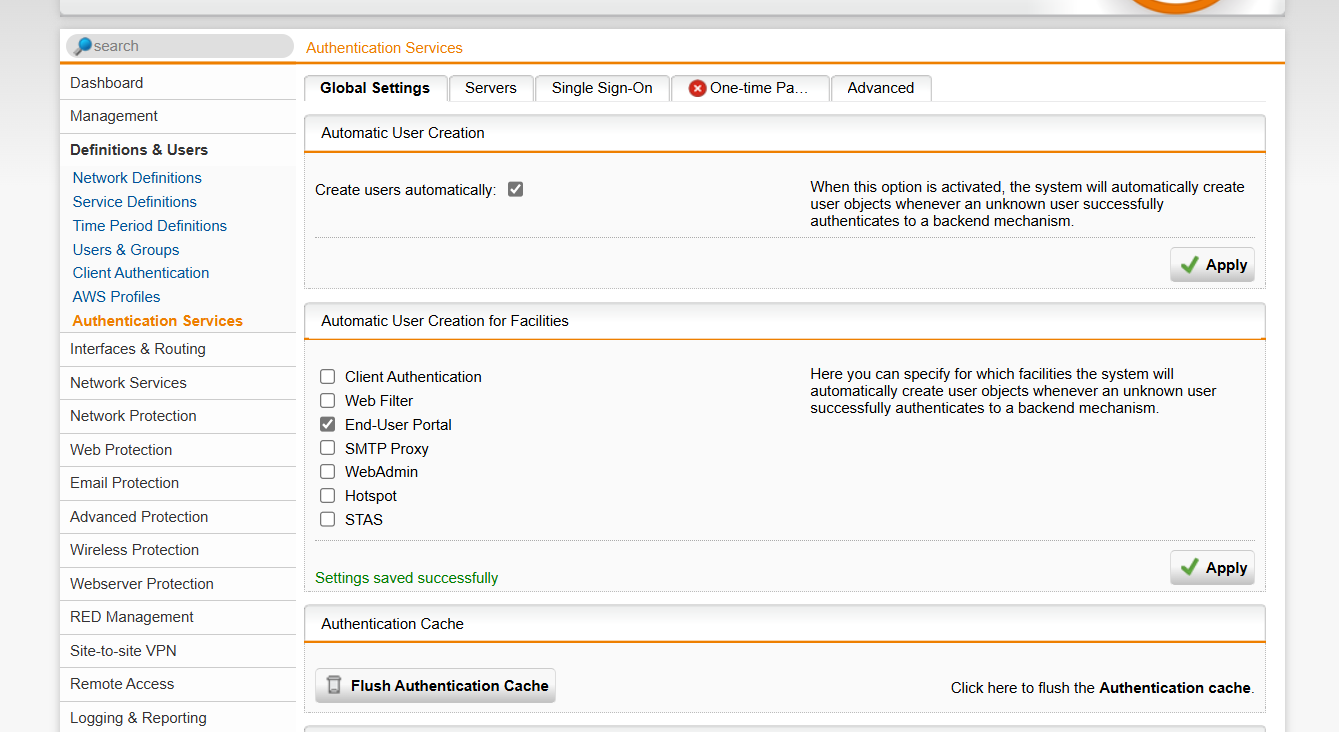 search
Authentication Services
Dashboard
Management
Definitions & Users
Network Definitions
Service Definitions
Time Period Definitions
Users & Groups
Client Authentication
AWS Profiles
Authentication Services
Interfaces & Routing
Network Services
Network Protection
Web Protection
Email Protection
Advanced Protection
Wireless Protection
Webserver Protection
RED Management
Site-to-site VPN
Remote Access
Logging & Reporting
Global Settings
Servers
Single Sign-On
One-time Pa...
Advanced
Automatic User Creation
Create users automatically:
When this option is activated, the system will automatically create
user objects whenever an unknown user successfully
authenticates to a backend mechanism.
Apply
Automatic User Creation for Facilities
Client Authentication
Web Filter
End-User Portal
SMTP Proxy
WebAdmin
Hotspot
STAS
Here you can specify for which facilities the system will
automatically create user objects whenever an unknown user
successfully authenticates to a backend mechanism.
Settings saved successfully
Apply
Authentication Cache
Flush Authentication Cache
Click here to flush the Authentication cache.